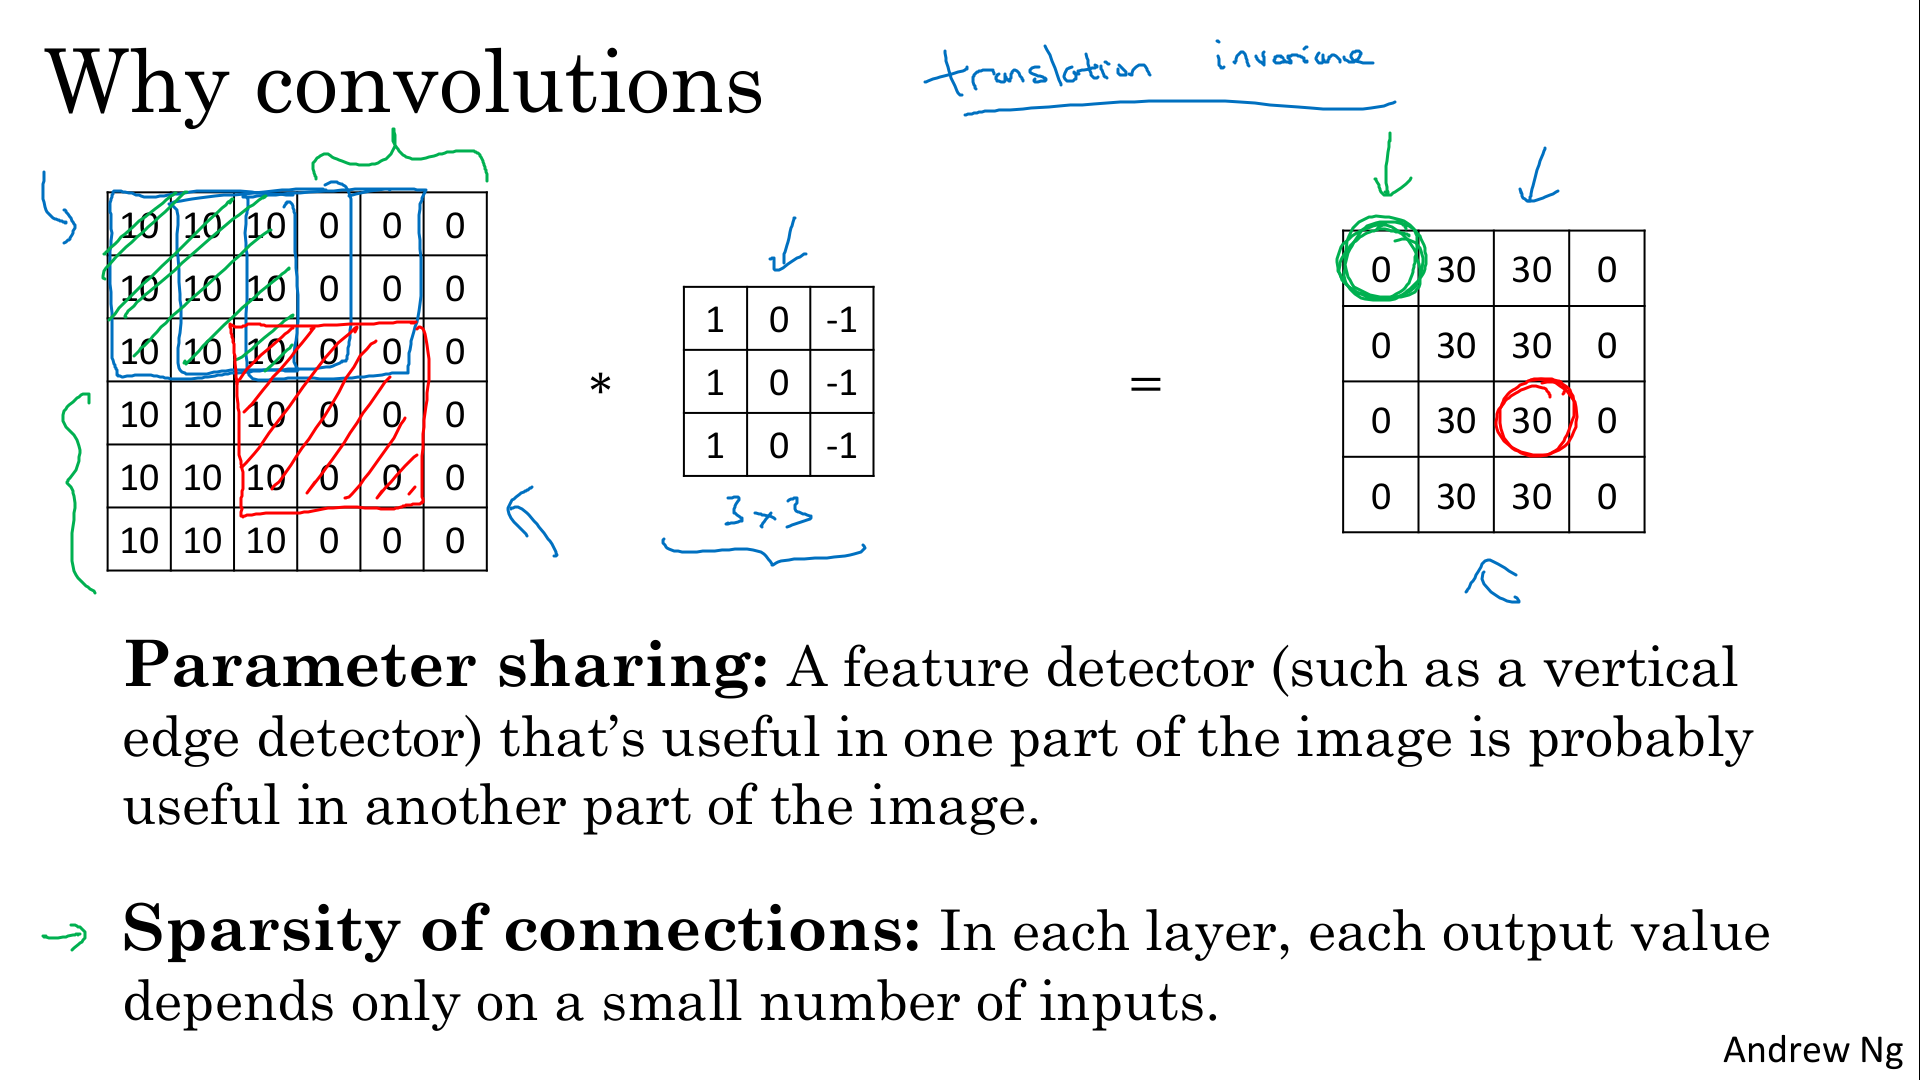 Why convolutions
translation invariance
10 10 10 0 0 0
10 10 10 0 0 0
10 10 10 0 0 0
10 10 10 0 0 0
10 10 10 0 0 0
10 10 10 0 0 0
*
1 0 -1
1 0 -1
1 0 -1
3 x 3
=
0 30 30 0
0 30 30 0
0 30 30 0
0 30 30 0
Parameter sharing: A feature detector (such as a vertical
edge detector) that’s useful in one part of the image is probably
useful in another part of the image.
Sparsity of connections: In each layer, each output value
depends only on a small number of inputs.
Andrew Ng